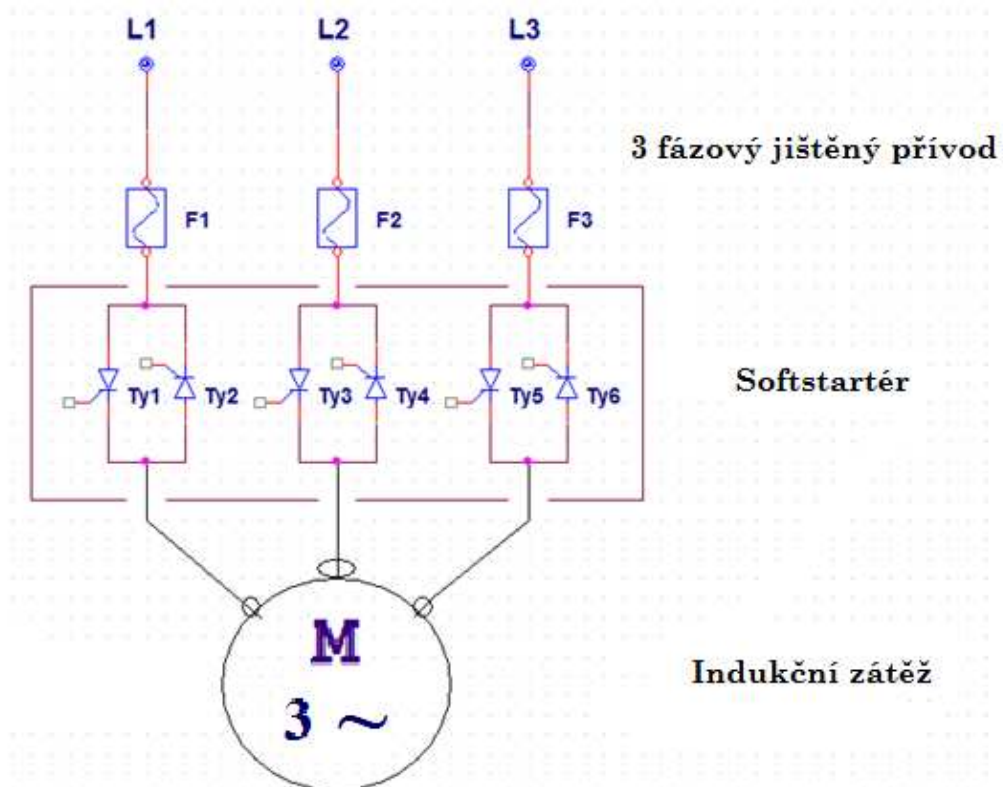 L1 L2 L3
3 fázový jištěný přívod
F1 F2 F3
Softstartér
Ty1 Ty2 Ty3 Ty4 Ty5 Ty6
M
Indukční zátěž
3 ~